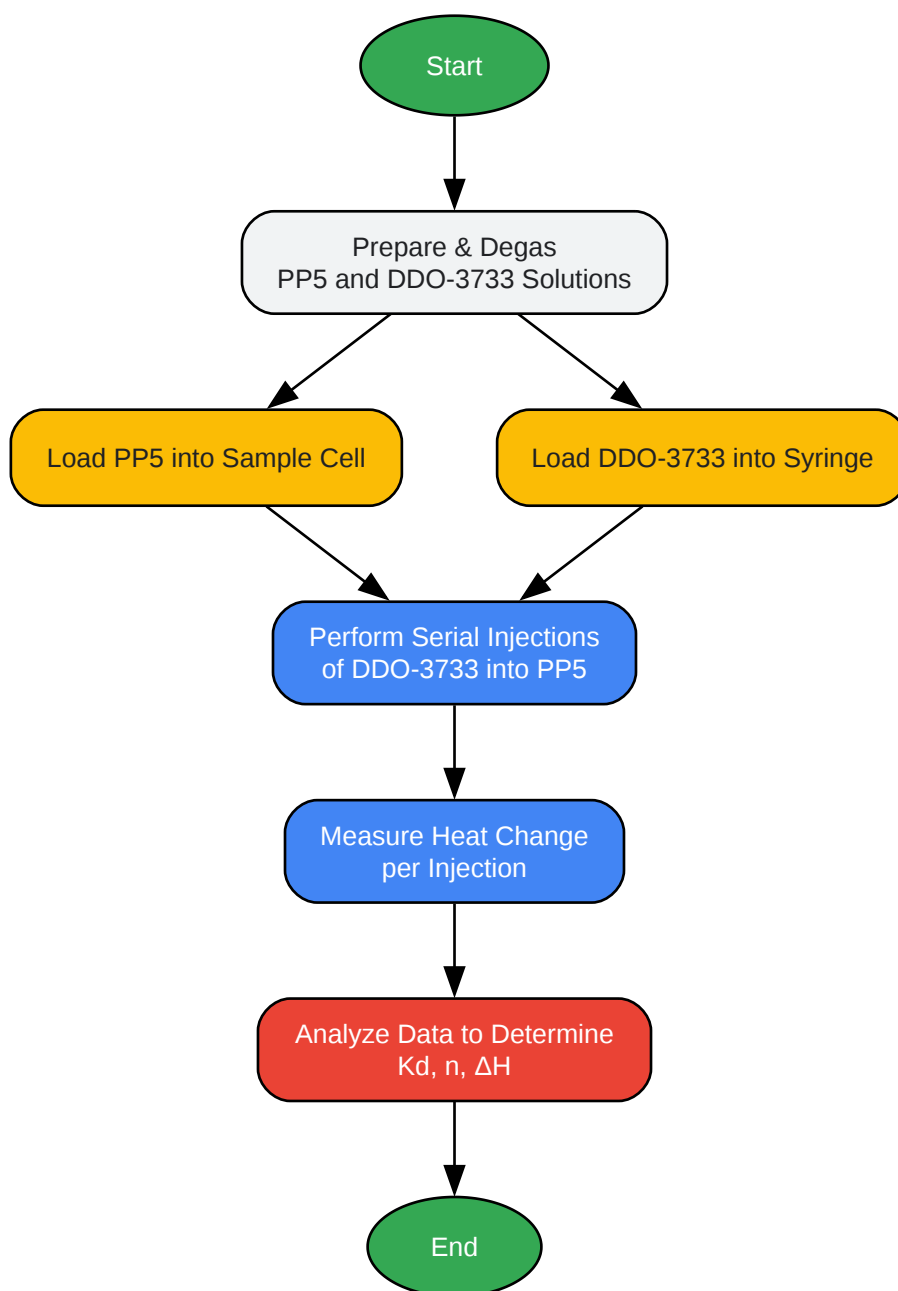 Start
Prepare & Degas
PP5 and DDO-3733 Solutions
Load PP5 into Sample Cell
Load DDO-3733 into Syringe
Perform Serial Injections
of DDO-3733 into PP5
Measure Heat Change
per Injection
Analyze Data to Determine
Kd, n, ΔH
End